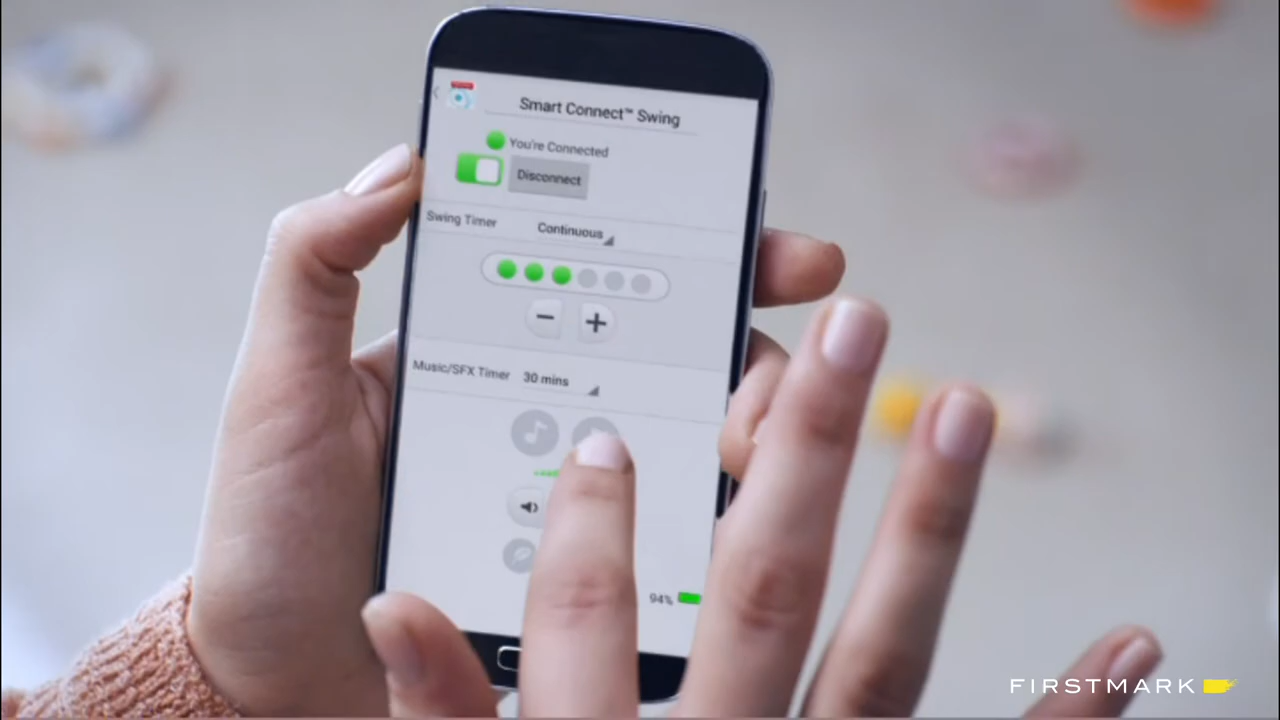 Smart Connect™ Swing
You're Connected
Disconnect
Swing Timer
Continuous
Music/SFX Timer
30 mins
94%
FIRSTMARK